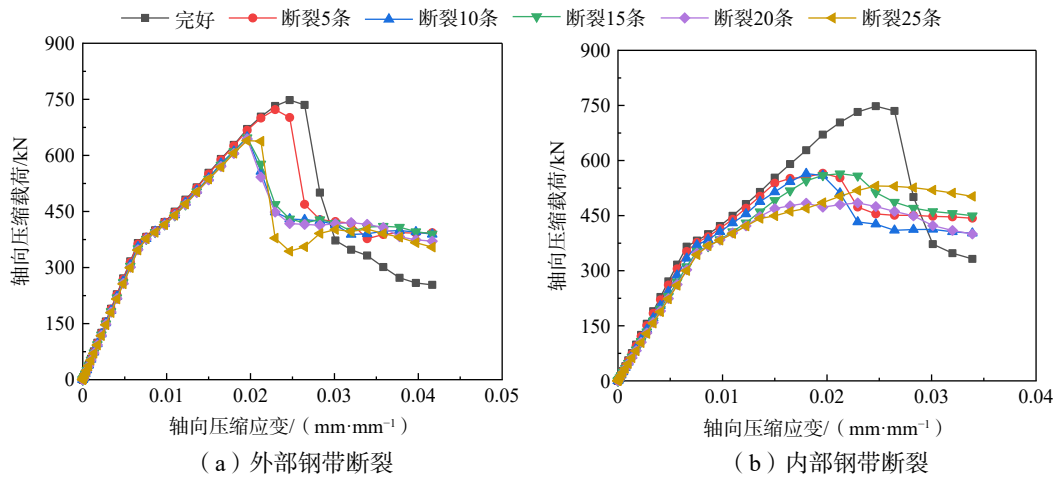 完好 断裂5条 断裂10条 断裂15条 断裂20条 断裂25条
900
750
600
450
300
150
0
轴向压缩载荷/kN
0 0.01 0.02 0.03 0.04 0.05
轴向压缩应变/（mm·mm⁻¹）
（a）外部钢带断裂
900
750
600
450
300
150
0
轴向压缩载荷/kN
0 0.01 0.02 0.03 0.04
轴向压缩应变/（mm·mm⁻¹）
（b）内部钢带断裂